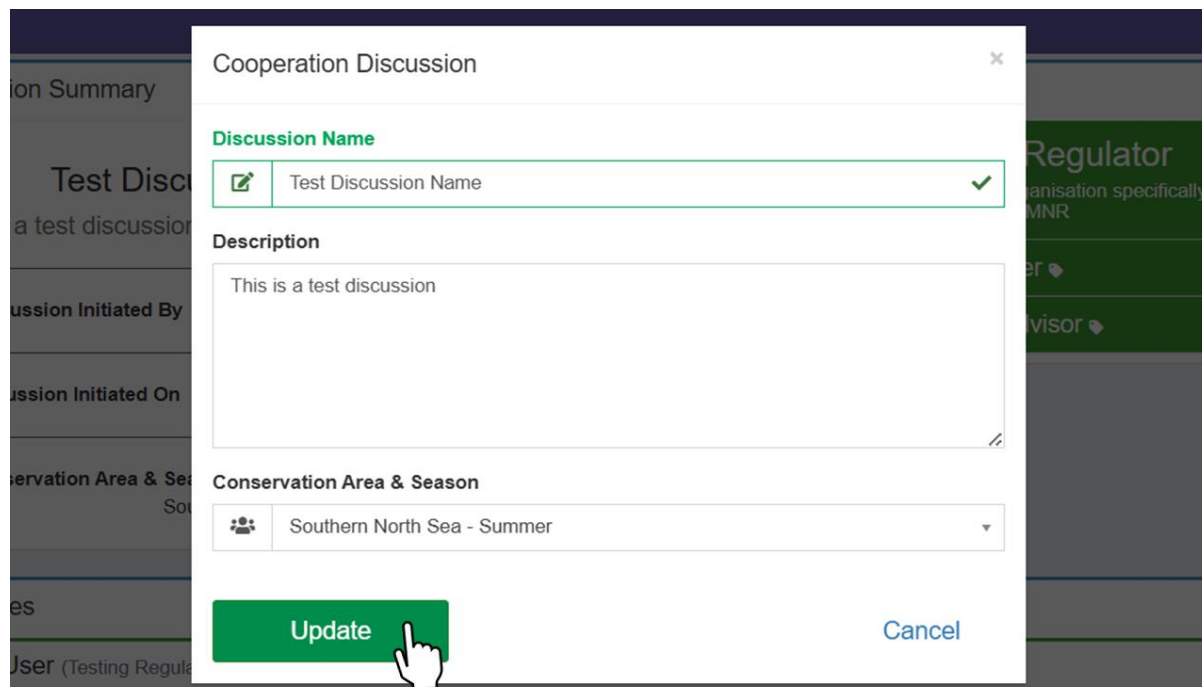 Cooperation Discussion
×
ion Summary
Discussion Name
Test Discussion Name
Test Discu
a test discussion
Regulator
anisation specifically
MNR
Description
This is a test discussion
er
visor
ussion Initiated By
ussion Initiated On
servation Area & Sea
Sou
Conservation Area & Season
Southern North Sea - Summer
es
Update
Cancel
User (Testing Regula